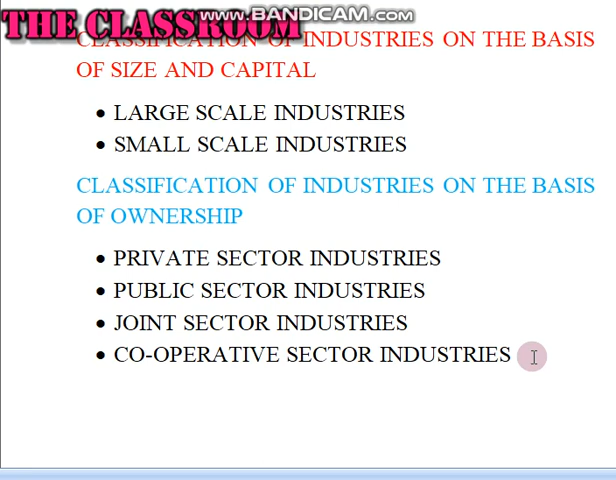 THE CLASSROOM
www.BANDICAM.com
CLASSIFICATION OF INDUSTRIES ON THE BASIS
OF SIZE AND CAPITAL
• LARGE SCALE INDUSTRIES
• SMALL SCALE INDUSTRIES
CLASSIFICATION OF INDUSTRIES ON THE BASIS
OF OWNERSHIP
• PRIVATE SECTOR INDUSTRIES
• PUBLIC SECTOR INDUSTRIES
• JOINT SECTOR INDUSTRIES
• CO-OPERATIVE SECTOR INDUSTRIES